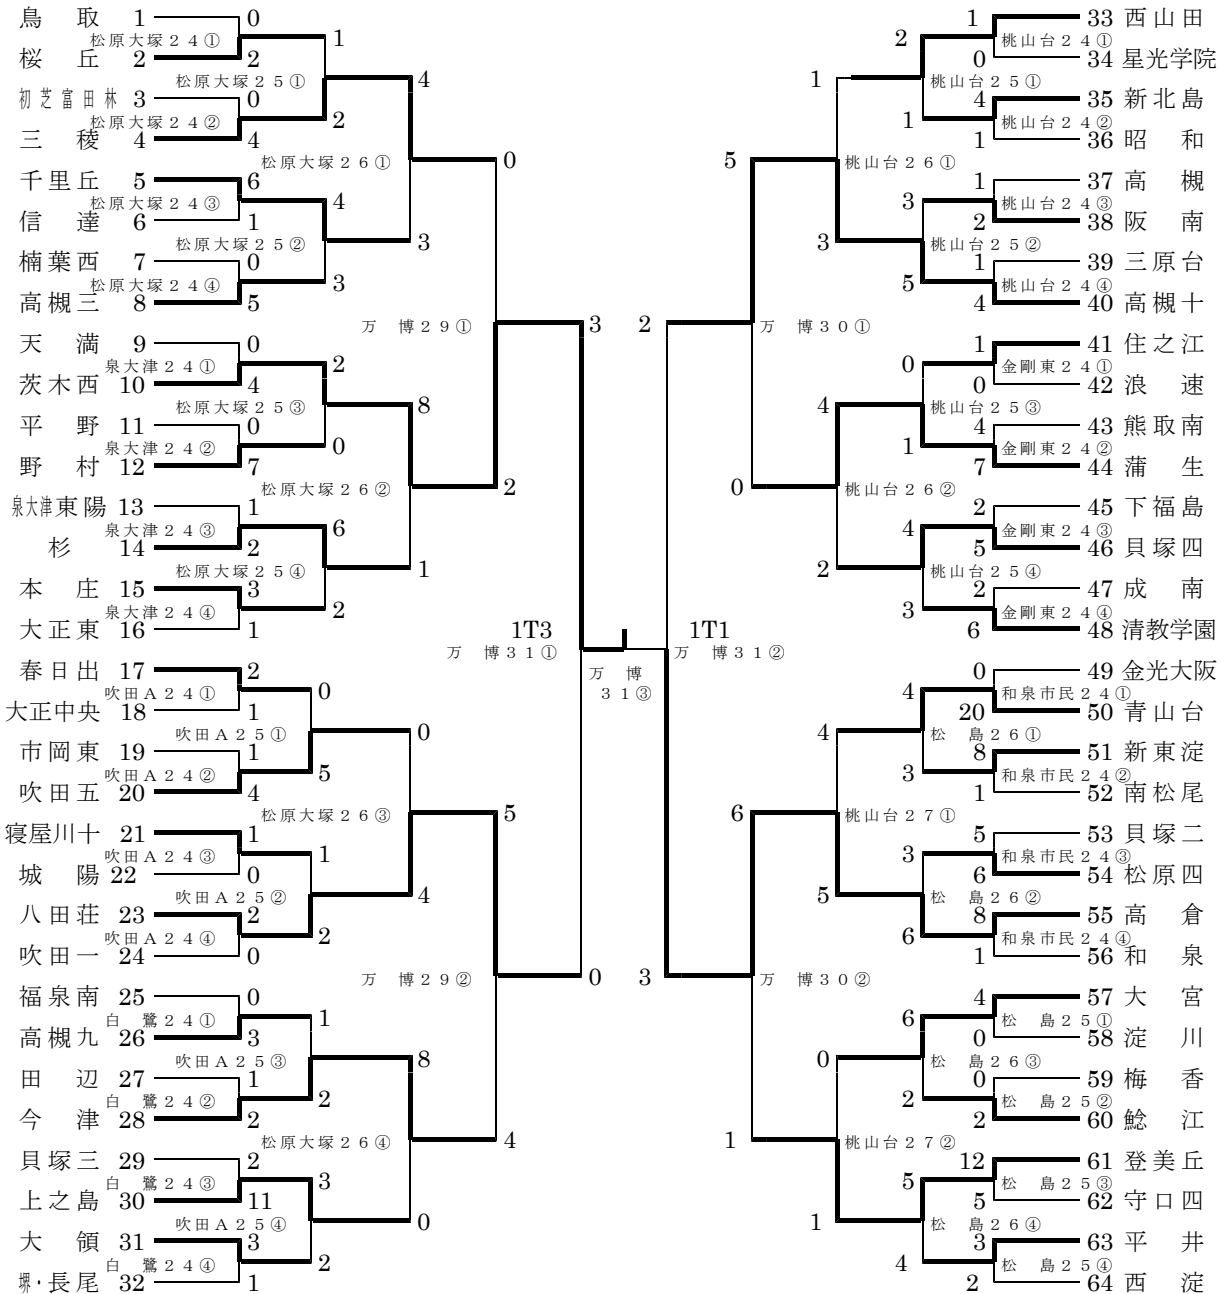 鳥取 1 0
松原大塚24①
桜丘 2 2
1
松原大塚25①
4
初芝富田林 3 0
松原大塚24②
三稜 4 4
2
松原大塚26①
0
千里丘 5 6
松原大塚24③
信達 6 1
4
松原大塚25②
3
楠葉西 7 0
松原大塚24④
高槻三 8 5
3
万博29①
3
天満 9 0
泉大津24①
茨木西 10 4
2
松原大塚25③
8
平野 11 0
泉大津24②
野村 12 7
0
松原大塚26②
2
泉大津東陽 13 1
泉大津24③
杉 14 2
6
松原大塚25④
1
本庄 15 3
泉大津24④
大正東 16 1
2
1T3
万博31①
春日出 17 2
吹田A24①
大正中央 18 1
0
吹田A25①
0
市岡東 19 1
吹田A24②
吹田五 20 4
5
松原大塚26③
5
寝屋川十 21 1
吹田A24③
城陽 22 0
1
吹田A25②
4
八田荘 23 2
吹田A24④
吹田一 24 0
2
万博29②
0
福泉南 25 0
白鷺24①
高槻九 26 3
1
吹田A25③
8
田辺 27 1
白鷺24②
今津 28 2
2
松原大塚26④
4
貝塚三 29 2
白鷺24③
上之島 30 11
3
吹田A25④
0
大領 31 3
白鷺24④
堺・長尾 32 1
2
万博
31③
1 33 西山田
桃山台24①
0 34 星光学院
2
桃山台25①
1
4 35 新北島
桃山台24②
1 36 昭和
1
桃山台26①
5
1 37 高槻
桃山台24③
2 38 阪南
3
桃山台25②
3
1 39 三原台
桃山台24④
4 40 高槻十
5
万博30①
2
1 41 住之江
金剛東24①
0 42 浪速
0
桃山台25③
4
4 43 熊取南
金剛東24②
7 44 蒲生
1
桃山台26②
0
2 45 下福島
金剛東24③
5 46 貝塚四
4
桃山台25④
2
2 47 成南
金剛東24④
6 48 清教学園
3
1T1
万博31②
0 49 金光大阪
和泉市民24①
20 50 青山台
4
松島26①
4
8 51 新東淀
和泉市民24②
1 52 南松尾
3
桃山台27①
6
5 53 貝塚二
和泉市民24③
6 54 松原四
3
松島26②
5
8 55 高倉
和泉市民24④
1 56 和泉
6
万博30②
3
4 57 大宮
松島25①
0 58 淀川
6
松島26③
0
0 59 梅香
松島25②
2 60 鯰江
2
桃山台27②
1
12 61 登美丘
松島25③
5 62 守口四
5
松島26④
1
3 63 平井
松島25④
2 64 西淀
4